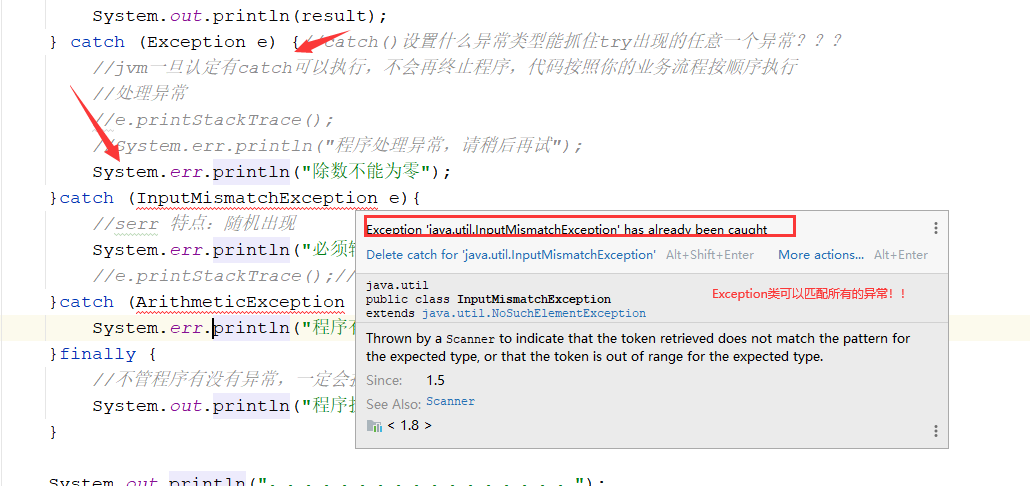 System.out.println(result);
} catch (Exception e) {//catch()设置什么异常类型能抓住try出现的任意一个异常？？？
//jvm一旦认定有catch可以执行，不会再终止程序，代码按照你的业务流程按顺序执行
//处理异常
//e.printStackTrace();
//System.err.println("程序处理异常，请稍后再试");
System.err.println("除数不能为零");
}catch (InputMismatchException e){
//serr 特点：随机出现
System.err.println("必须
//e.printStackTrace();/
}catch (ArithmeticException
System.err.println("程序
}finally {
//不管程序有没有异常，一定会
System.out.println("程序
}
System.out.println("- - - - - - - - - - - - - - - -");
Exception 'java.util.InputMismatchException' has already been caught
Delete catch for 'java.util.InputMismatchException' Alt+Shift+Enter More actions... Alt+Enter
java.util
public class InputMismatchException
extends java.util.NoSuchElementException
Exception类可以匹配所有的异常！！
Thrown by a Scanner to indicate that the token retrieved does not match the pattern for
the expected type, or that the token is out of range for the expected type.
Since: 1.5
See Also: Scanner
< 1.8 >